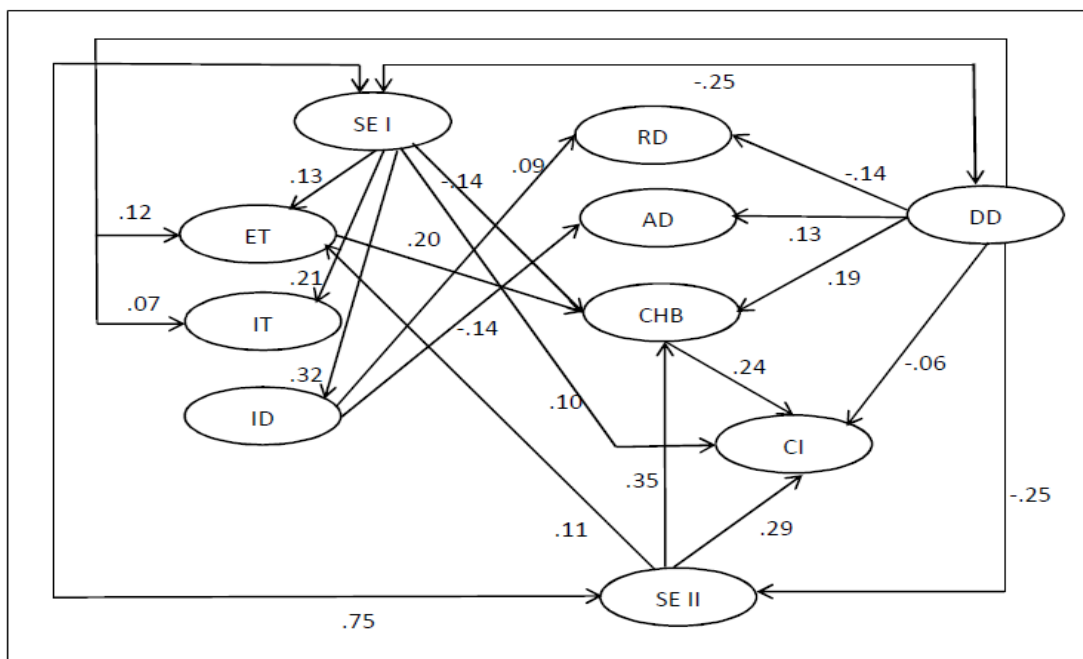 -.25
SE I
RD
.09
-.14
-.14
.13
.12
ET
AD
DD
.20
.13
.21
.19
.07
IT
CHB
-.14
.24
-.06
.32
ID
.10
CI
.35
-.25
.11
.29
SE II
.75